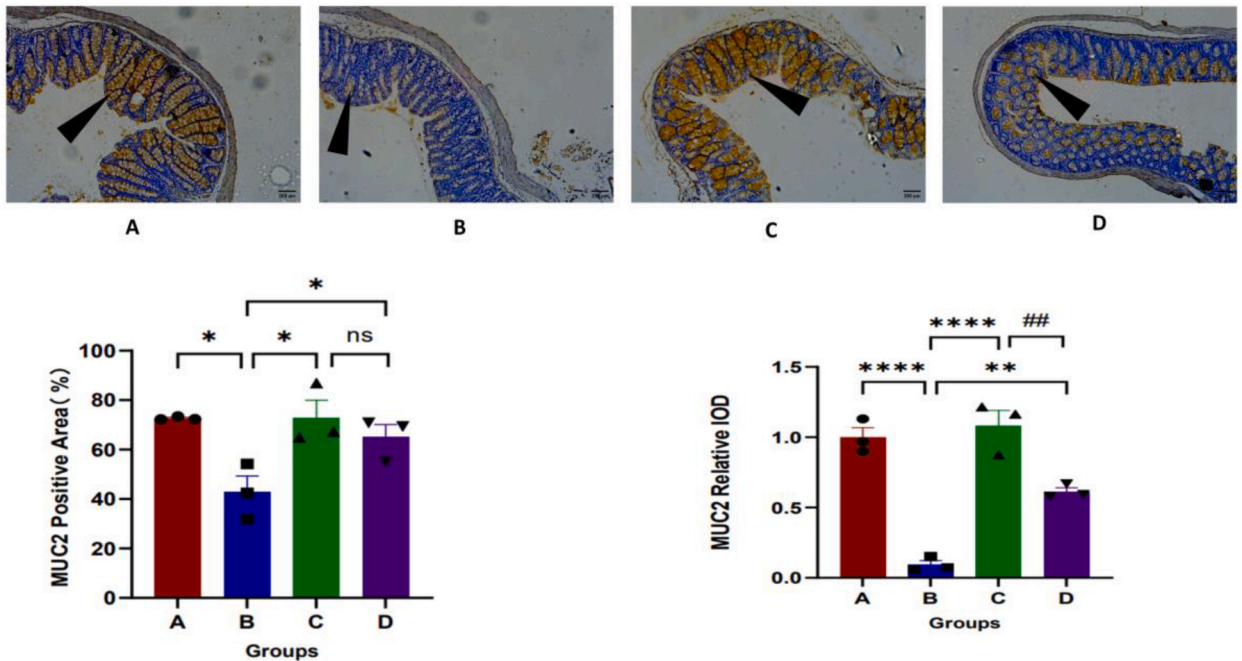 A
B
C
D
*
* * ns
100
80
60
40
20
0
MUC2 Positive Area( %)
A B C D
Groups
**** ##
**** **
1.5
1.0
0.5
0.0
MUC2 Relative IOD
A B C D
Groups